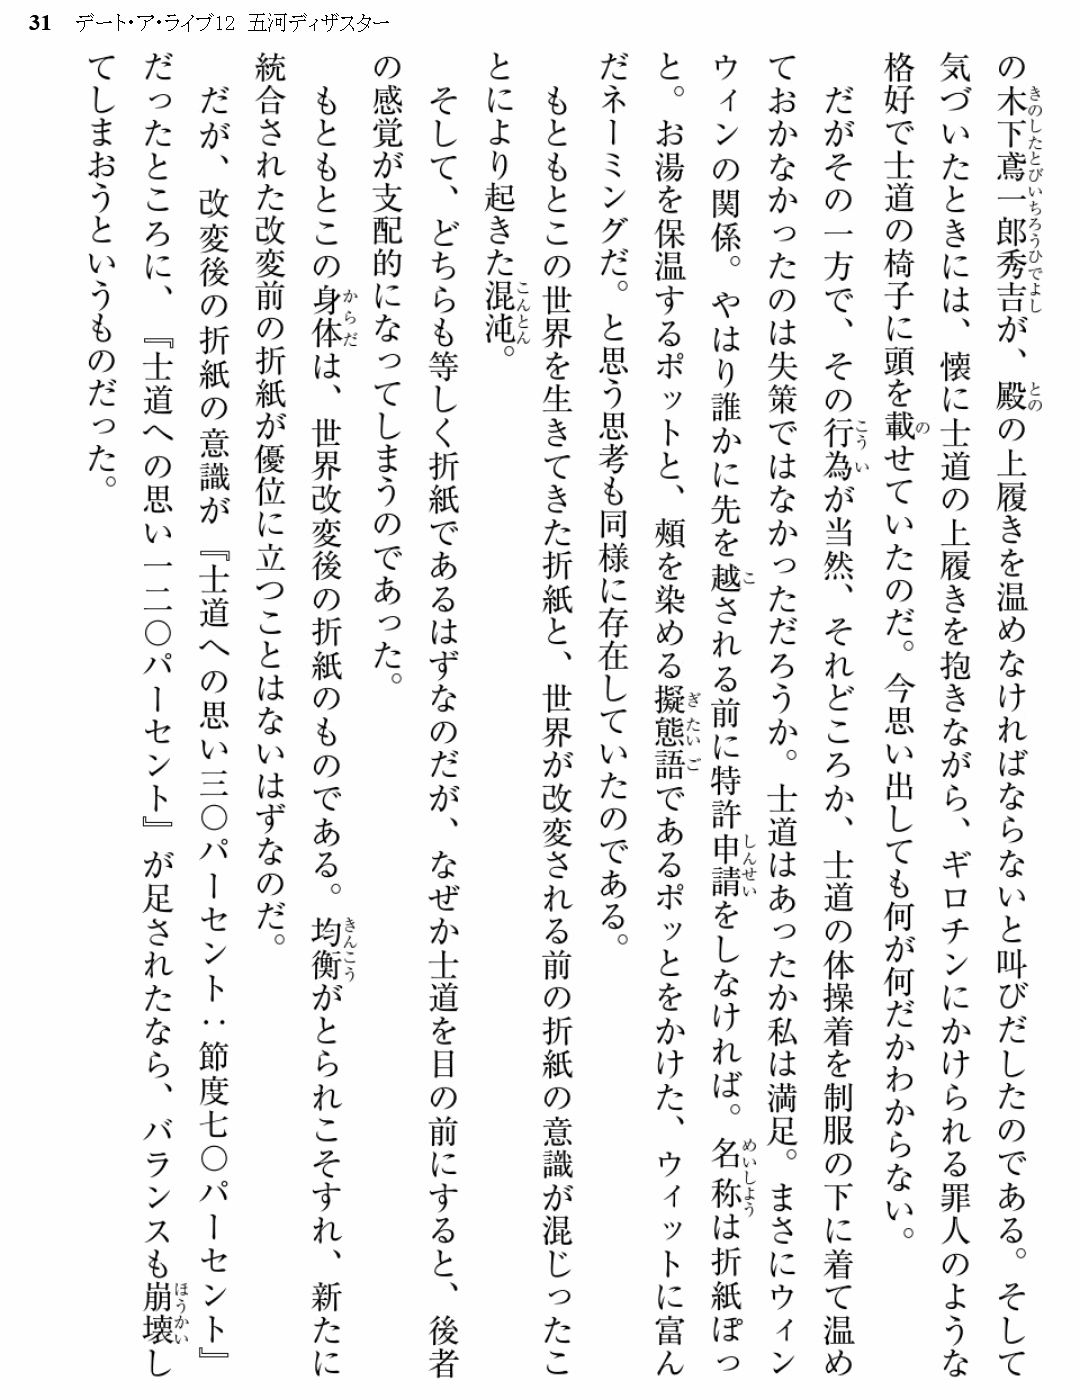 31 デート・ア・ライブ12 五河ディザスター
の木下鳶一郎秀吉が、殿の上履きを温めなければならないと叫びだしたのである。そして
気づいたときには、懐に士道の上履きを抱きながら、ギロチンにかけられる罪人のような
格好で士道の椅子に頭を載せていたのだ。今思い出しても何が何だかわからない。
だがその一方で、その行為が当然、それどころか、士道の体操着を制服の下に着て温め
ておかなかったのは失策ではなかっただろうか。士道はあったか私は満足。まさにウィン
ウィンの関係。やはり誰かに先を越される前に特許申請をしなければ。名称は折紙ぽっ
と。お湯を保温するポットと、頰を染める擬態語であるポッとをかけた、ウィットに富ん
だネーミングだ。と思う思考も同様に存在していたのである。
もともとこの世界を生きてきた折紙と、世界が改変される前の折紙の意識が混じったこ
とにより起きた混沌。
そして、どちらも等しく折紙であるはずなのだが、なぜか士道を目の前にすると、後者
の感覚が支配的になってしまうのであった。
もともとこの身体は、世界改変後の折紙のものである。均衡がとられこそすれ、新たに
統合された改変前の折紙が優位に立つことはないはずなのだ。
だが、改変後の折紙の意識が『士道への思い三〇パーセント：節度七〇パーセント』
だったところに、『士道への思い一二〇パーセント』が足されたなら、バランスも崩壊し
てしまおうというものだった。